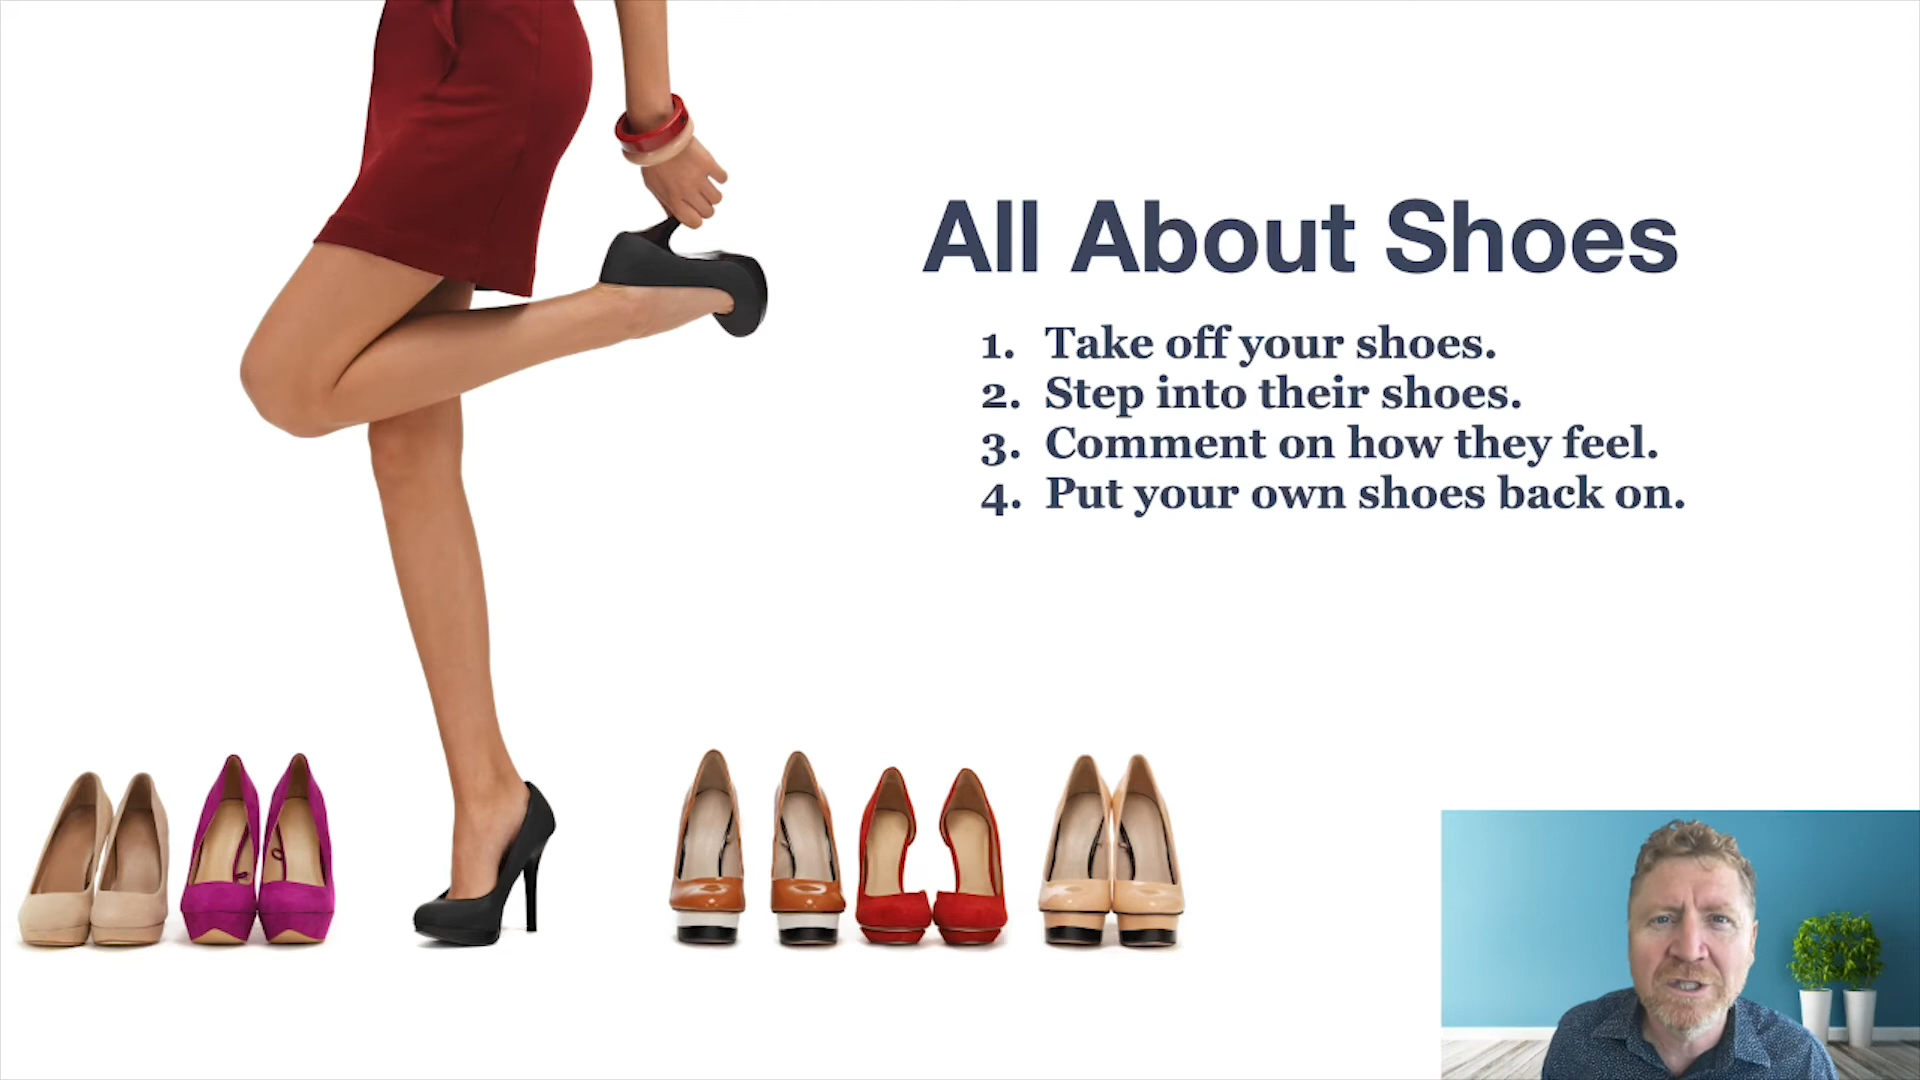 All About Shoes
1. Take off your shoes.
2. Step into their shoes.
3. Comment on how they feel.
4. Put your own shoes back on.